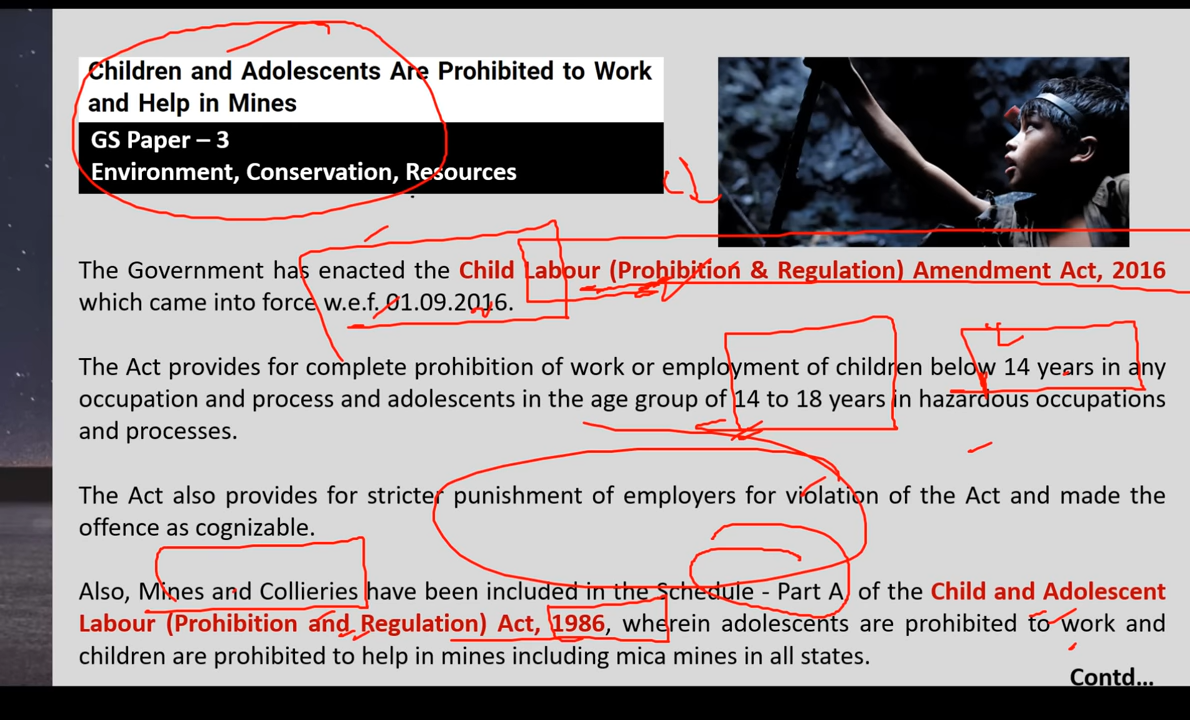 Children and Adolescents Are Prohibited to Work
and Help in Mines
GS Paper – 3
Environment, Conservation, Resources
The Government has enacted the Child Labour (Prohibition & Regulation) Amendment Act, 2016
which came into force w.e.f. 01.09.2016.
The Act provides for complete prohibition of work or employment of children below 14 years in any
occupation and process and adolescents in the age group of 14 to 18 years in hazardous occupations
and processes.
The Act also provides for stricter punishment of employers for violation of the Act and made the
offence as cognizable.
Also, Mines and Collieries have been included in the Schedule - Part A of the Child and Adolescent
Labour (Prohibition and Regulation) Act, 1986, wherein adolescents are prohibited to work and
children are prohibited to help in mines including mica mines in all states.
Contd...